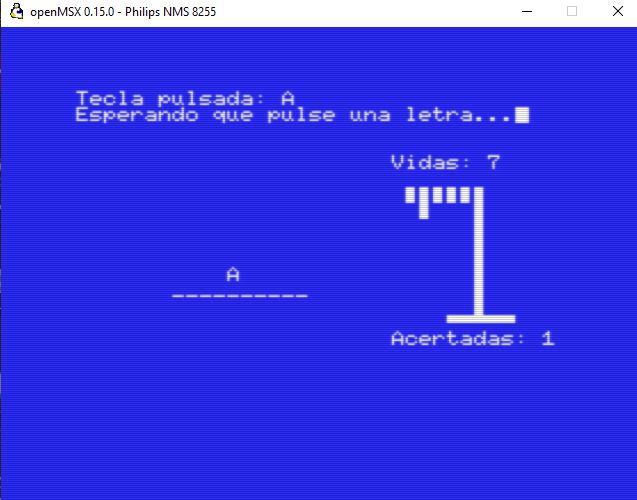 openMSX 0.15.0 - Philips NMS 8255
Tecla pulsada: A
Esperando que pulse una letra...
Vidas: 7
A
----------
Acertadas: 1